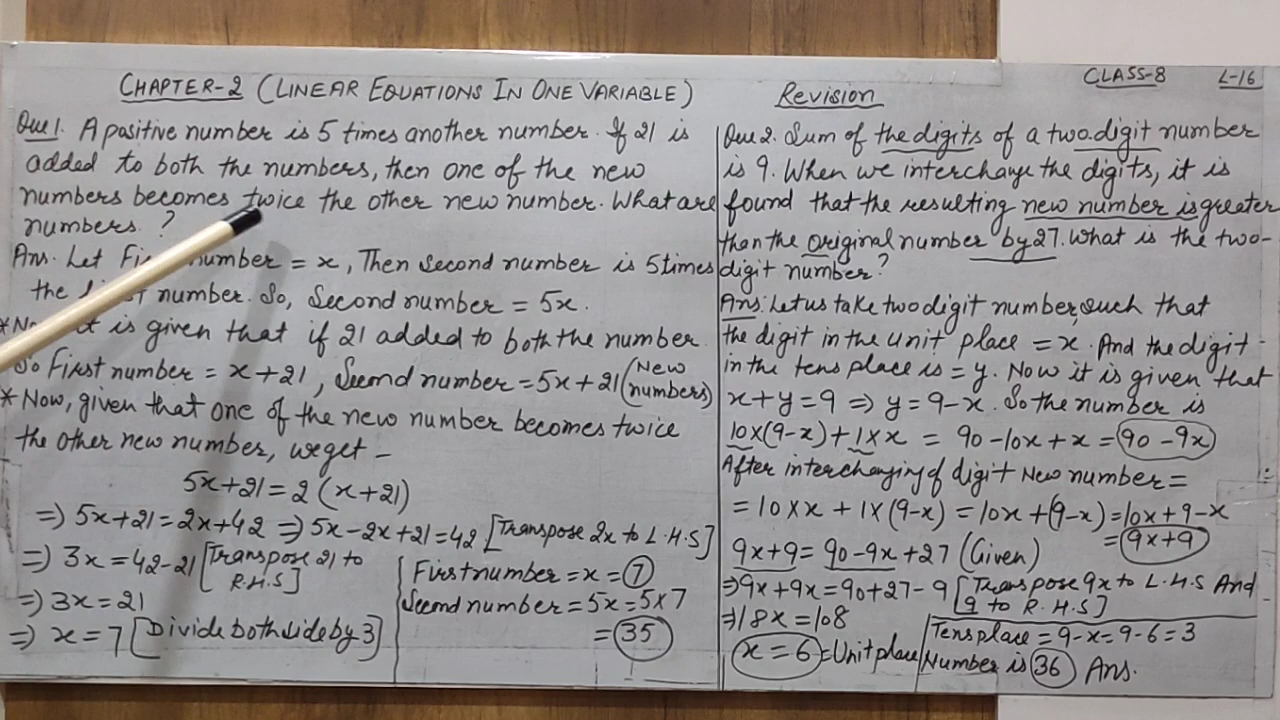 CHAPTER-2 (LINEAR EQUATIONS IN ONE VARIABLE)
Revision
CLASS-8 L-16
Que 1. A positive number is 5 times another number. If 21 is
added to both the numbers, then one of the new
numbers becomes twice the other new number. What are
numbers ?
Ans. Let number = x, Then Second number is 5 times
the number. So, Second number = 5x.
* it is given that if 21 added to both the number.
So First number = x+21, Second number = 5x+21 (New numbers)
* Now, given that one of the new number becomes twice
the other new number, we get –
5x+21 = 2(x+21)
⇒ 5x+21 = 2x+42 ⇒ 5x-2x+21 = 42 [Transpose 2x to L.H.S]
⇒ 3x = 42-21 [Transpose 21 to R.H.S]
⇒ 3x = 21
⇒ x = 7 [Divide both side by 3]
First number = x = 7
Second number = 5x = 5x7
= 35
Que 2. Sum of the digits of a two digit number
is 9. When we interchange the digits, it is
found that the resulting new number is greater
than the original number by 27. What is the two-
digit number?
Ans: Let us take two digit number, such that
the digit in the unit place = x. And the digit -
in the tens place is = y. Now it is given that
x+y = 9 ⇒ y = 9-x. So the number is
10x(9-x)+1xx = 90-10x+x = 90-9x
After interchanging of digit New number =
= 10xx + 1x(9-x) = 10x+(9-x) = 10x+9-x
= 9x+9
9x+9 = 90-9x+27 (Given)
⇒ 9x+9x = 90+27-9 [Transpose 9x to L.H.S And 9 to R.H.S]
⇒ 18x = 108
x = 6 = Unit place
Tens place = 9-x = 9-6 = 3
Number is 36 Ans.